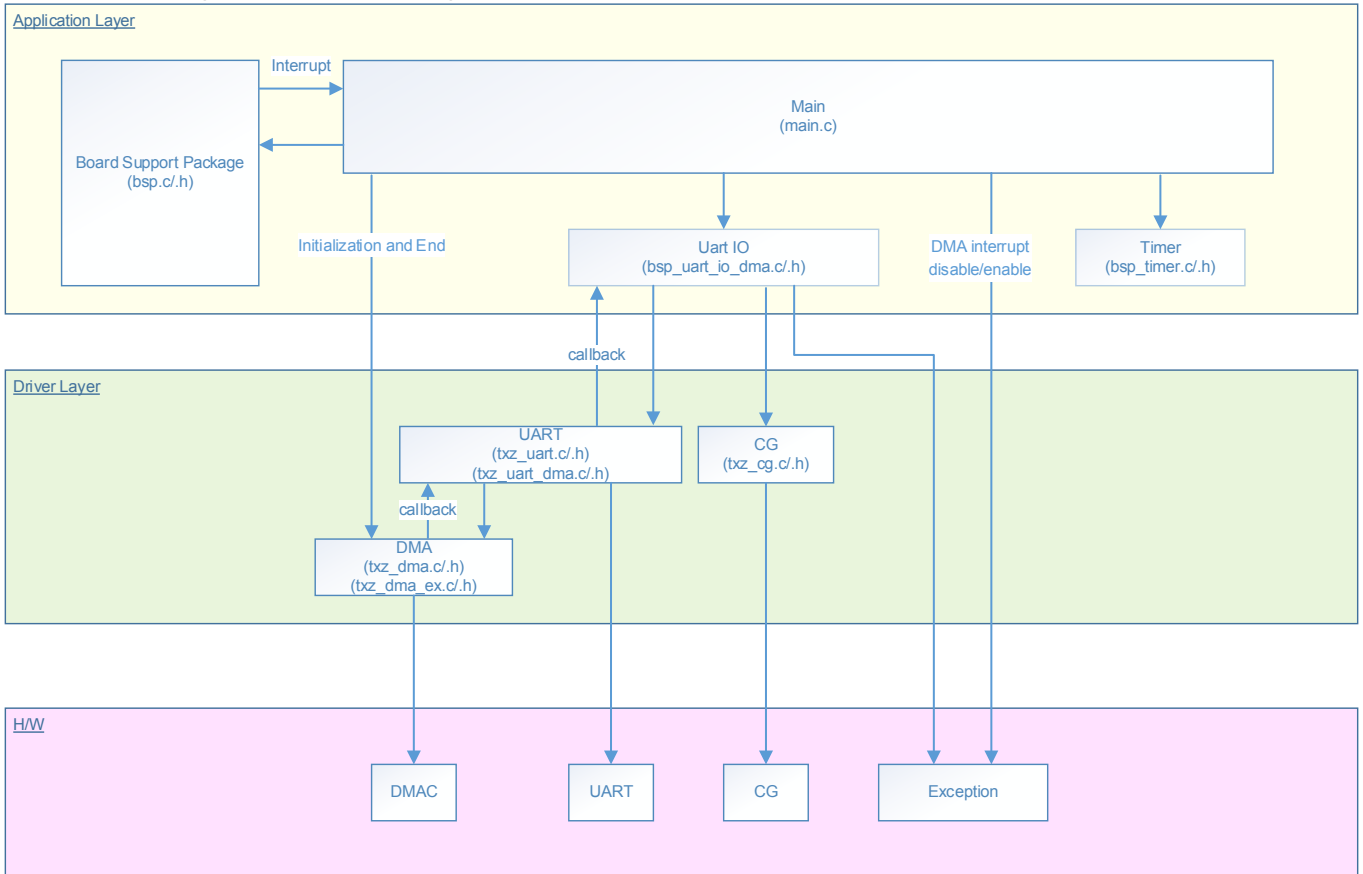 Application Layer
Interrupt
Main
(main.c)
Board Support Package
(bsp.c/.h)
Initialization and End
Uart IO
(bsp_uart_io_dma.c/.h)
DMA interrupt
disable/enable
Timer
(bsp_timer.c/.h)
callback
Driver Layer
UART
(txz_uart.c/.h)
(txz_uart_dma.c/.h)
CG
(txz_cg.c/.h)
callback
DMA
(txz_dma.c/.h)
(txz_dma_ex.c/.h)
H/W
DMAC
UART
CG
Exception